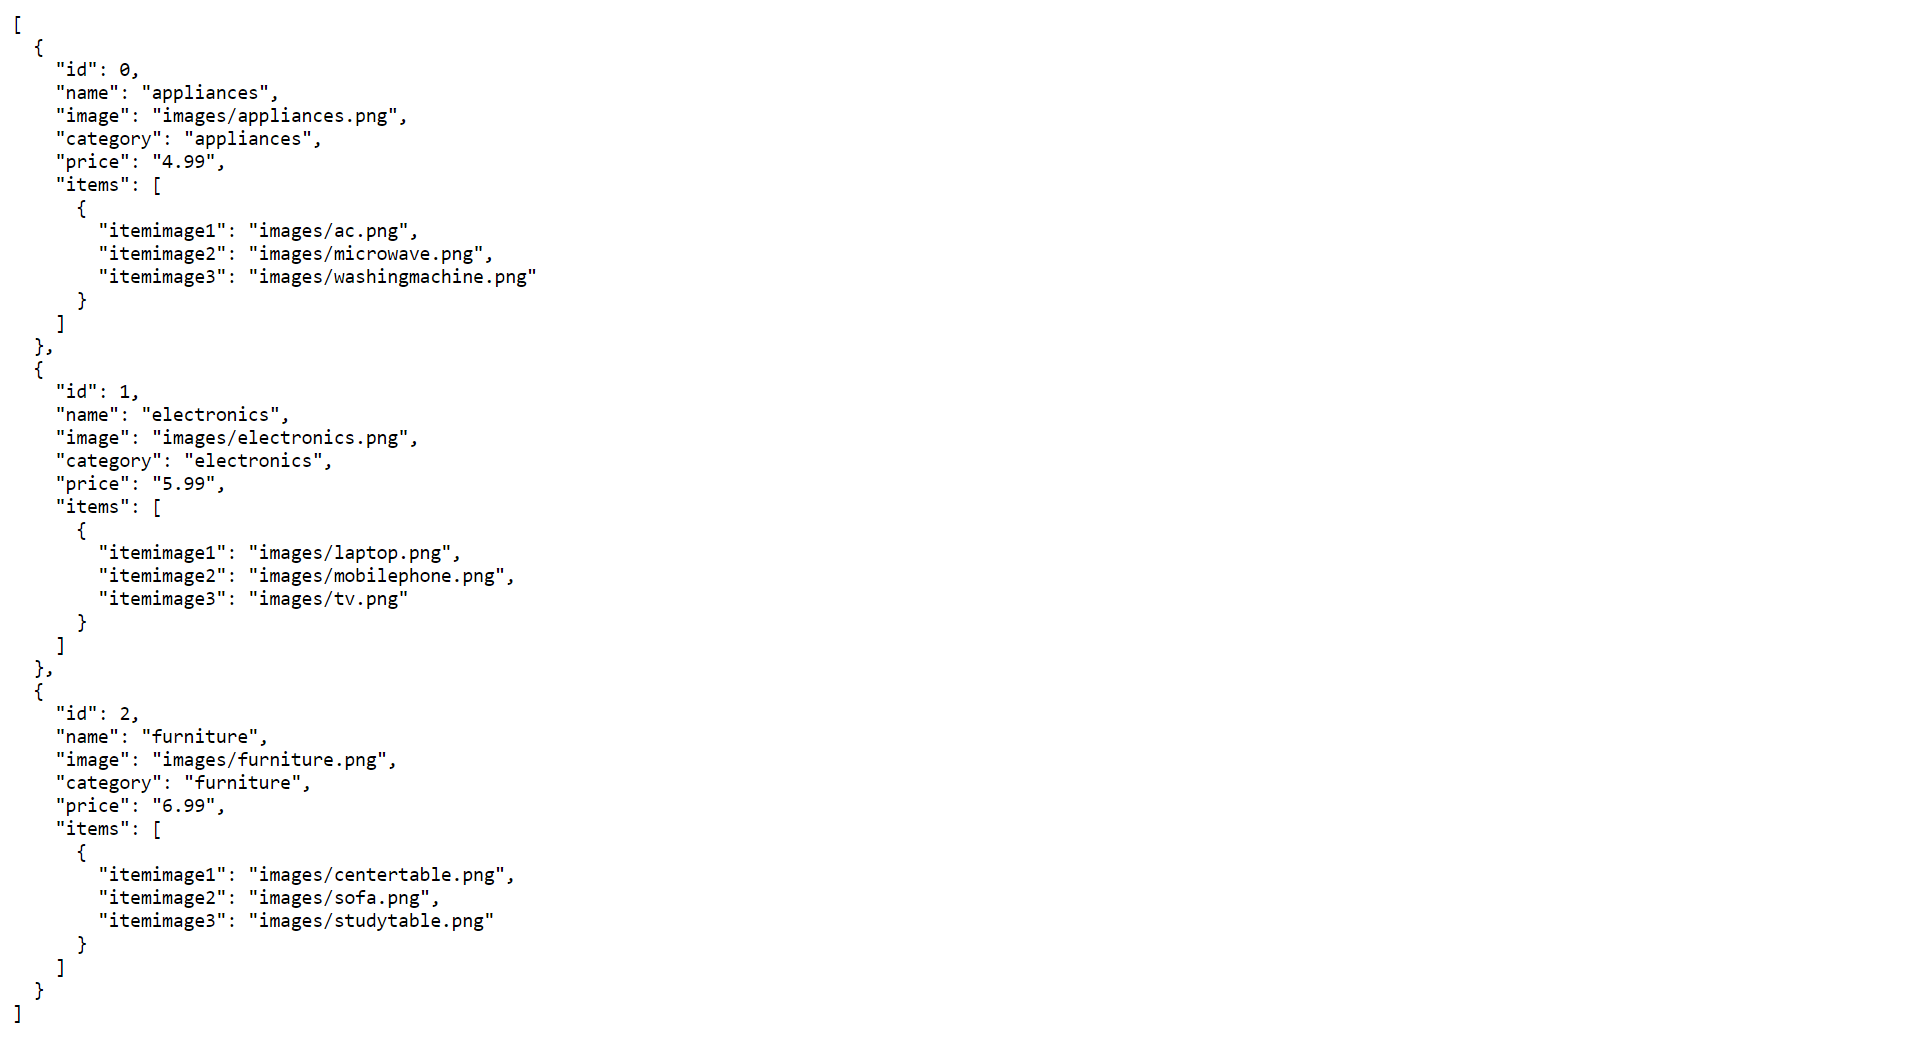 [
  {
    "id": 0,
    "name": "appliances",
    "image": "images/appliances.png",
    "category": "appliances",
    "price": "4.99",
    "items": [
      {
        "itemimage1": "images/ac.png",
        "itemimage2": "images/microwave.png",
        "itemimage3": "images/washingmachine.png"
      }
    ]
  },
  {
    "id": 1,
    "name": "electronics",
    "image": "images/electronics.png",
    "category": "electronics",
    "price": "5.99",
    "items": [
      {
        "itemimage1": "images/laptop.png",
        "itemimage2": "images/mobilephone.png",
        "itemimage3": "images/tv.png"
      }
    ]
  },
  {
    "id": 2,
    "name": "furniture",
    "image": "images/furniture.png",
    "category": "furniture",
    "price": "6.99",
    "items": [
      {
        "itemimage1": "images/centertable.png",
        "itemimage2": "images/sofa.png",
        "itemimage3": "images/studytable.png"
      }
    ]
  }
]